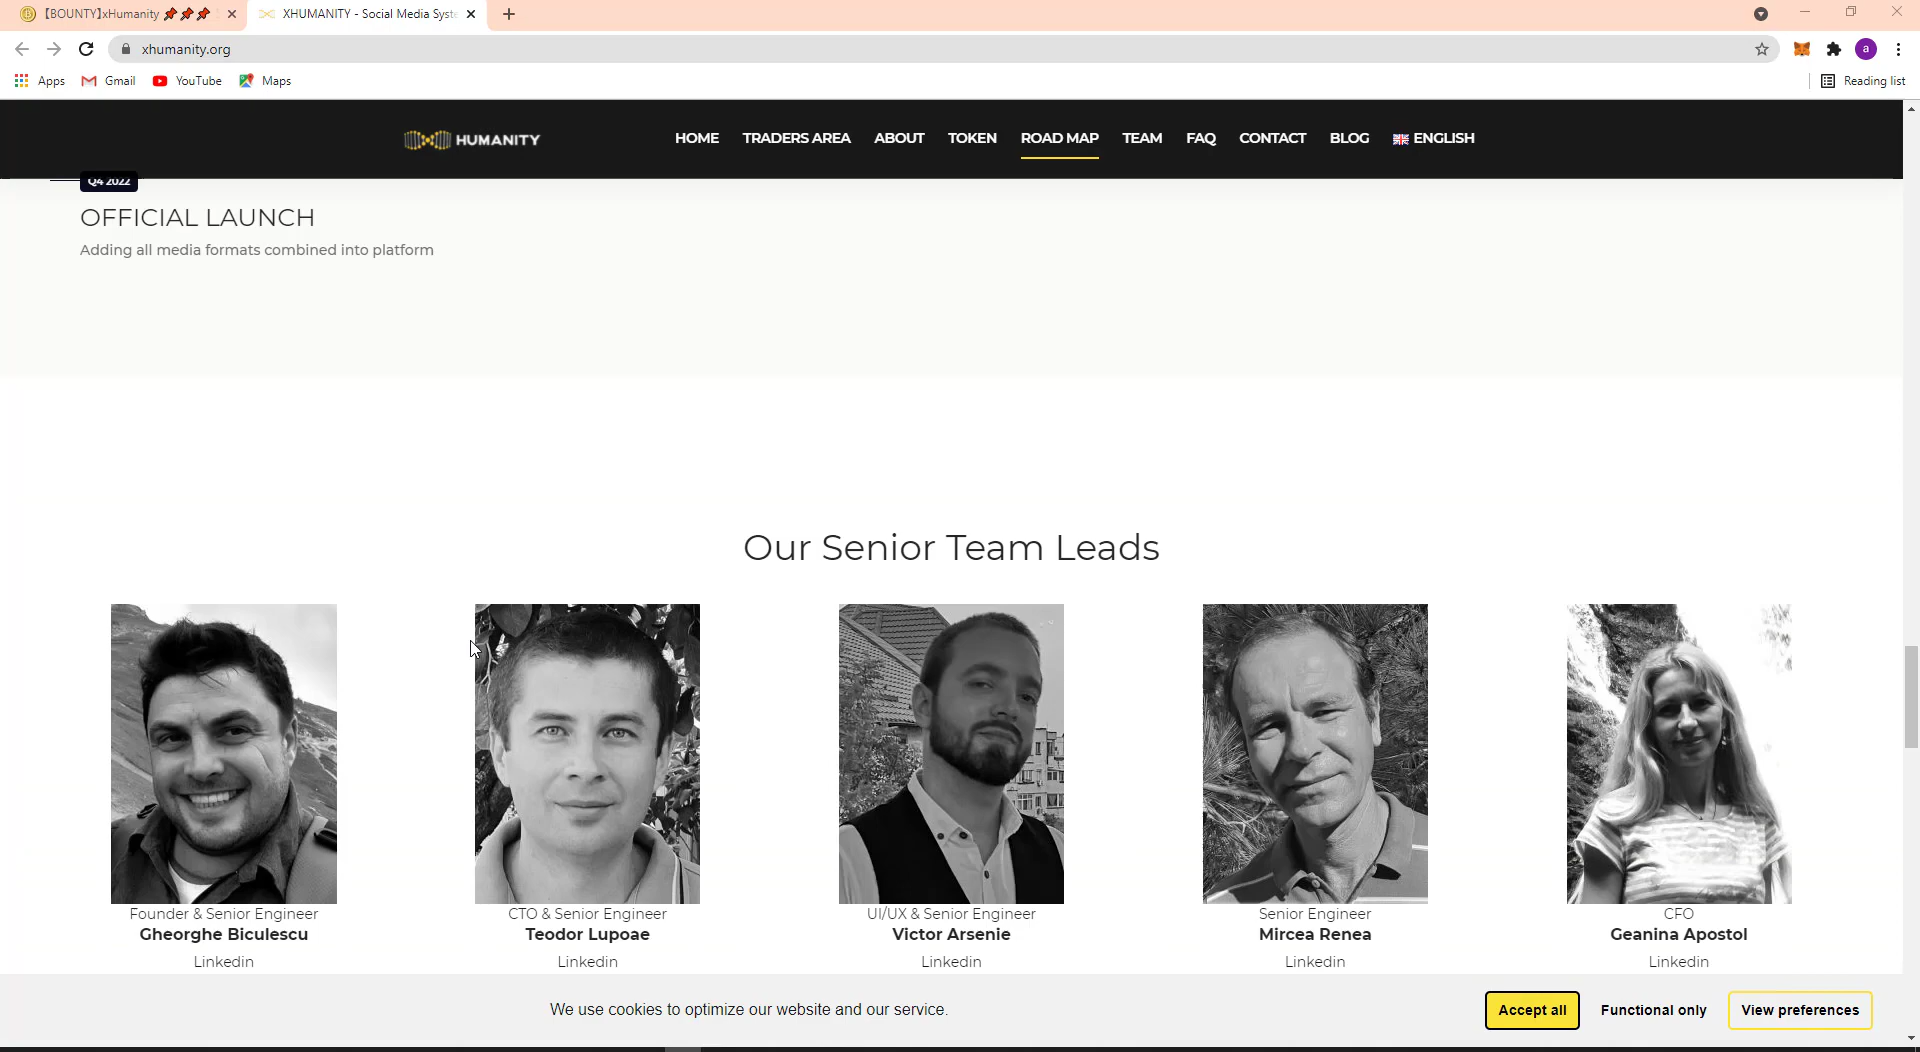 【BOUNTY】xHumanity 📌📌📌
XHUMANITY - Social Media Syst
xhumanity.org
a
Apps
Gmail
YouTube
Maps
Reading list
HUMANITY
HOME
TRADERS AREA
ABOUT
TOKEN
ROAD MAP
TEAM
FAQ
CONTACT
BLOG
ENGLISH
Q4 2022
OFFICIAL LAUNCH
Adding all media formats combined into platform
Our Senior Team Leads
Founder & Senior Engineer
Gheorghe Biculescu
Linkedin
CTO & Senior Engineer
Teodor Lupoae
Linkedin
UI/UX & Senior Engineer
Victor Arsenie
Linkedin
Senior Engineer
Mircea Renea
Linkedin
CFO
Geanina Apostol
Linkedin
We use cookies to optimize our website and our service.
Accept all
Functional only
View preferences